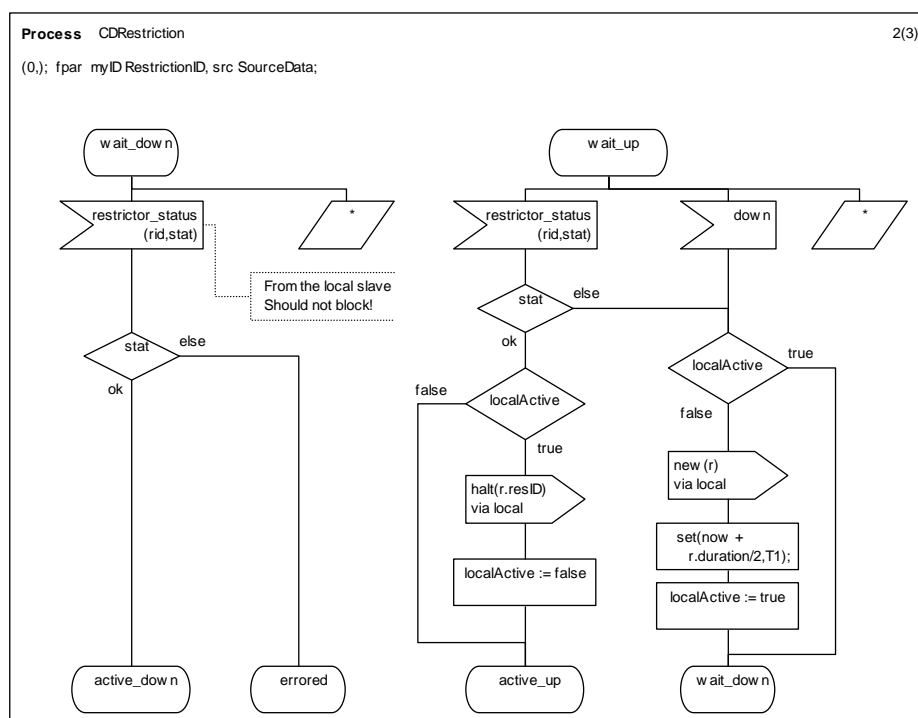 Process CDRestriction 2(3)
(0,); fpar myID RestrictionID, src SourceData;
wait_down
wait_up
restrictor_status
(rid,stat)
*
restrictor_status
(rid,stat)
down
*
From the local slave
Should not block!
stat
else
ok
stat
else
ok
localActive
true
false
localActive
false
true
halt(r.resID)
via local
new (r)
via local
set(now +
r.duration/2,T1);
localActive := false
localActive := true
active_down
errored
active_up
wait_down